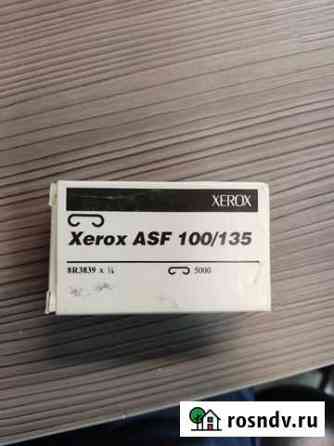 XEROX
Xerox ASF 100/135
8R3839 x ¼
5000
rosndv.ru